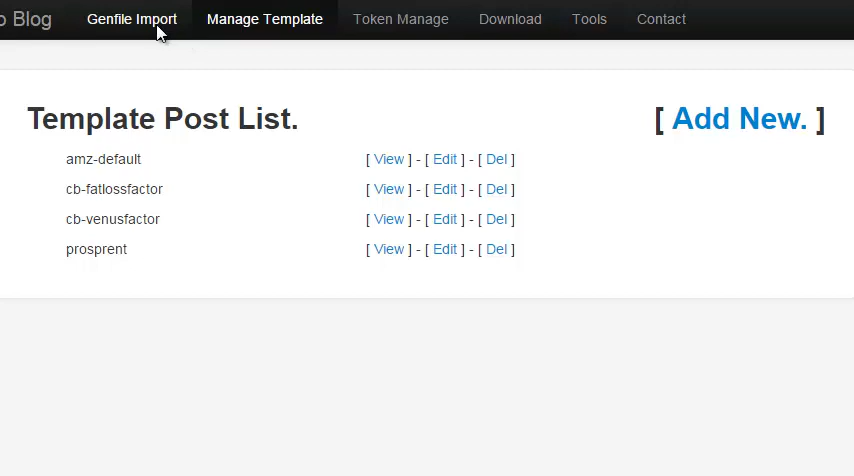 Blog Genfile Import Manage Template Token Manage Download Tools Contact
Template Post List. [ Add New. ]
amz-default [ View ] - [ Edit ] - [ Del ]
cb-fatlossfactor [ View ] - [ Edit ] - [ Del ]
cb-venusfactor [ View ] - [ Edit ] - [ Del ]
prosprent [ View ] - [ Edit ] - [ Del ]